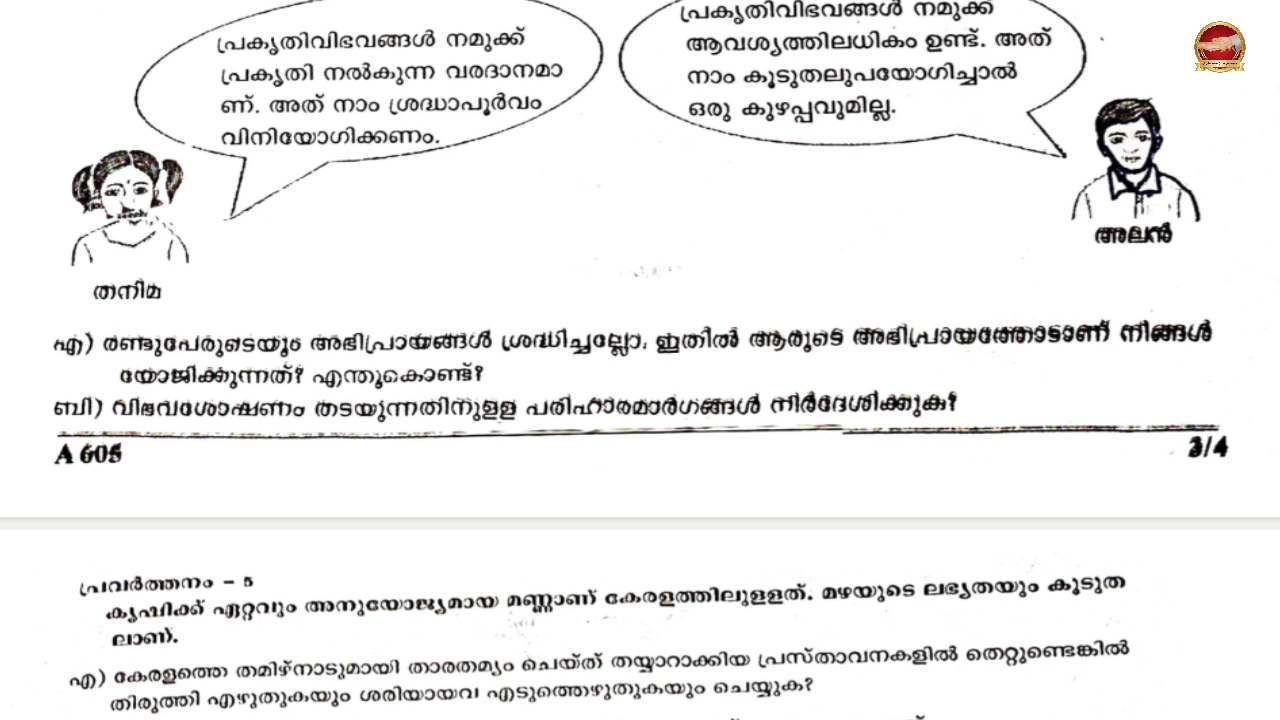 പ്രകൃതിവിഭവങ്ങൾ നമുക്ക്
പ്രകൃതി നൽകുന്ന വരദാനമാ
ണ്. അത് നാം ശ്രദ്ധാപൂർവം
വിനിയോഗിക്കണം.
പ്രകൃതിവിഭവങ്ങൾ നമുക്ക്
ആവശ്യത്തിലധികം ഉണ്ട്. അത്
നാം കൂടുതലുപയോഗിച്ചാൽ
ഒരു കുഴപ്പവുമില്ല.
തനിമ
അലൻ
എ) രണ്ടുപേരുടെയും അഭിപ്രായങ്ങൾ ശ്രദ്ധിച്ചല്ലോ. ഇതിൽ ആരുടെ അഭിപ്രായത്തോടാണ് നിങ്ങൾ
യോജിക്കുന്നത്? എന്തുകൊണ്ട്?
ബി) വിഭവശോഷണം തടയുന്നതിനുള്ള പരിഹാരമാർഗങ്ങൾ നിർദേശിക്കുക?
A 605
3/4
പ്രവർത്തനം – 5
കൃഷിക്ക് ഏറ്റവും അനുയോജ്യമായ മണ്ണാണ് കേരളത്തിലുള്ളത്. മഴയുടെ ലഭ്യതയും കൂടുത
ലാണ്.
എ) കേരളത്തെ തമിഴ്നാടുമായി താരതമ്യം ചെയ്ത് തയ്യാറാക്കിയ പ്രസ്താവനകളിൽ തെറ്റുണ്ടെങ്കിൽ
തിരുത്തി എഴുതുകയും ശരിയായവ എടുത്തെഴുതുകയും ചെയ്യുക?